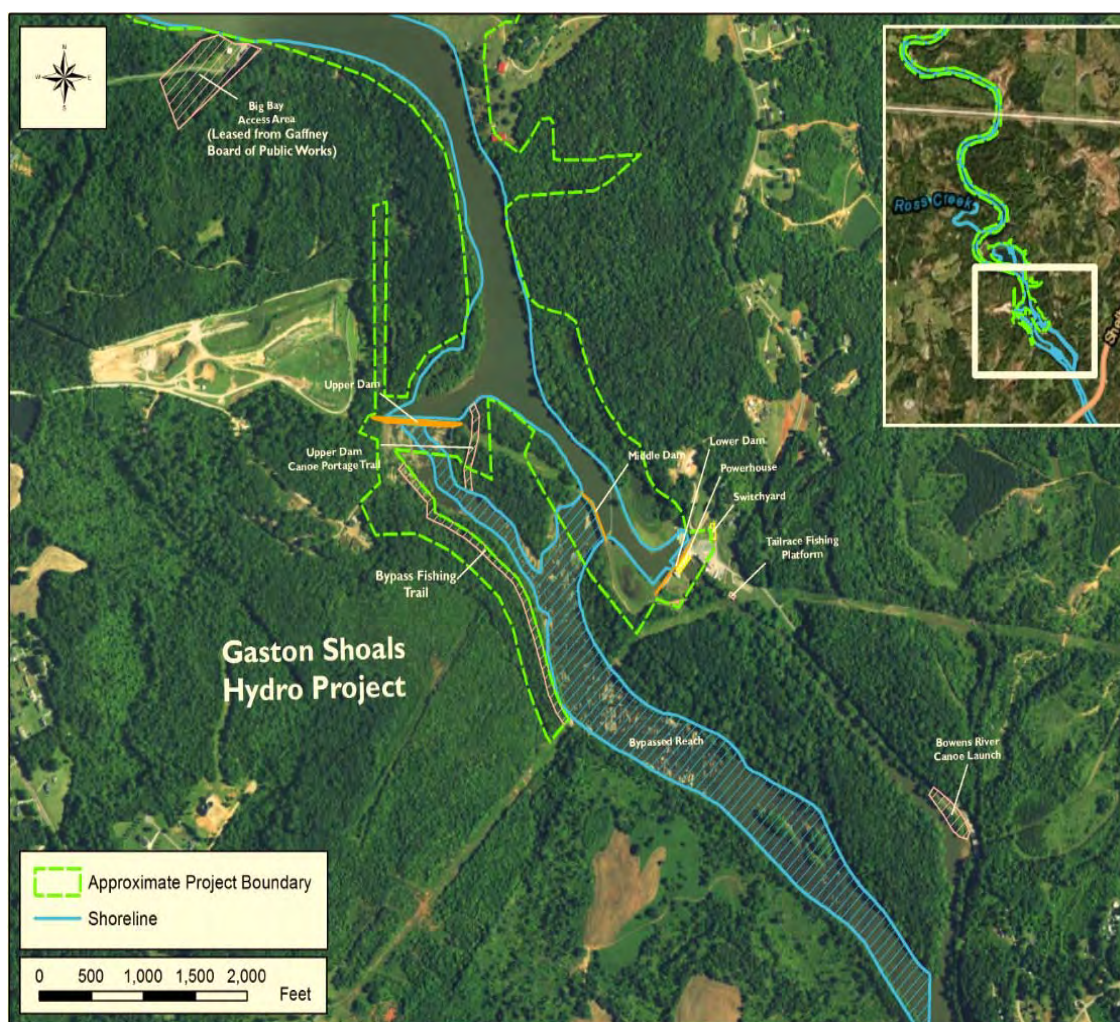 N
W
E
S
Big Bay
Access Area
(Leased from Gaffney
Board of Public Works)
Ross Creek
Upper Dam
Upper Dam
Canoe Portage Trail
Middle Dam
Lower Dam
Powerhouse
Switchyard
Tailrace Fishing
Platform
Bypass Fishing
Trail
Gaston Shoals
Hydro Project
Bypassed Reach
Bowens River
Canoe Launch
Approximate Project Boundary
Shoreline
0 500 1,000 1,500 2,000
Feet